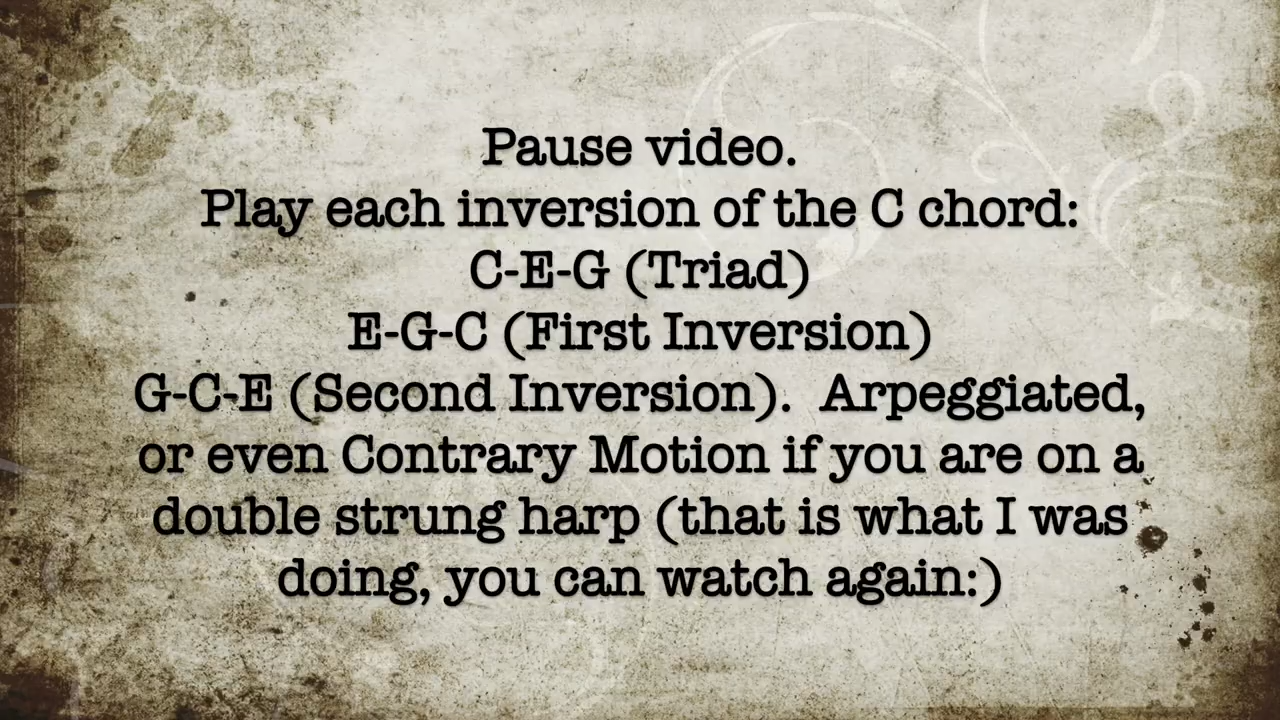 Pause video.
Play each inversion of the C chord:
C-E-G (Triad)
E-G-C (First Inversion)
G-C-E (Second Inversion).  Arpeggiated,
or even Contrary Motion if you are on a
double strung harp (that is what I was
doing, you can watch again:)